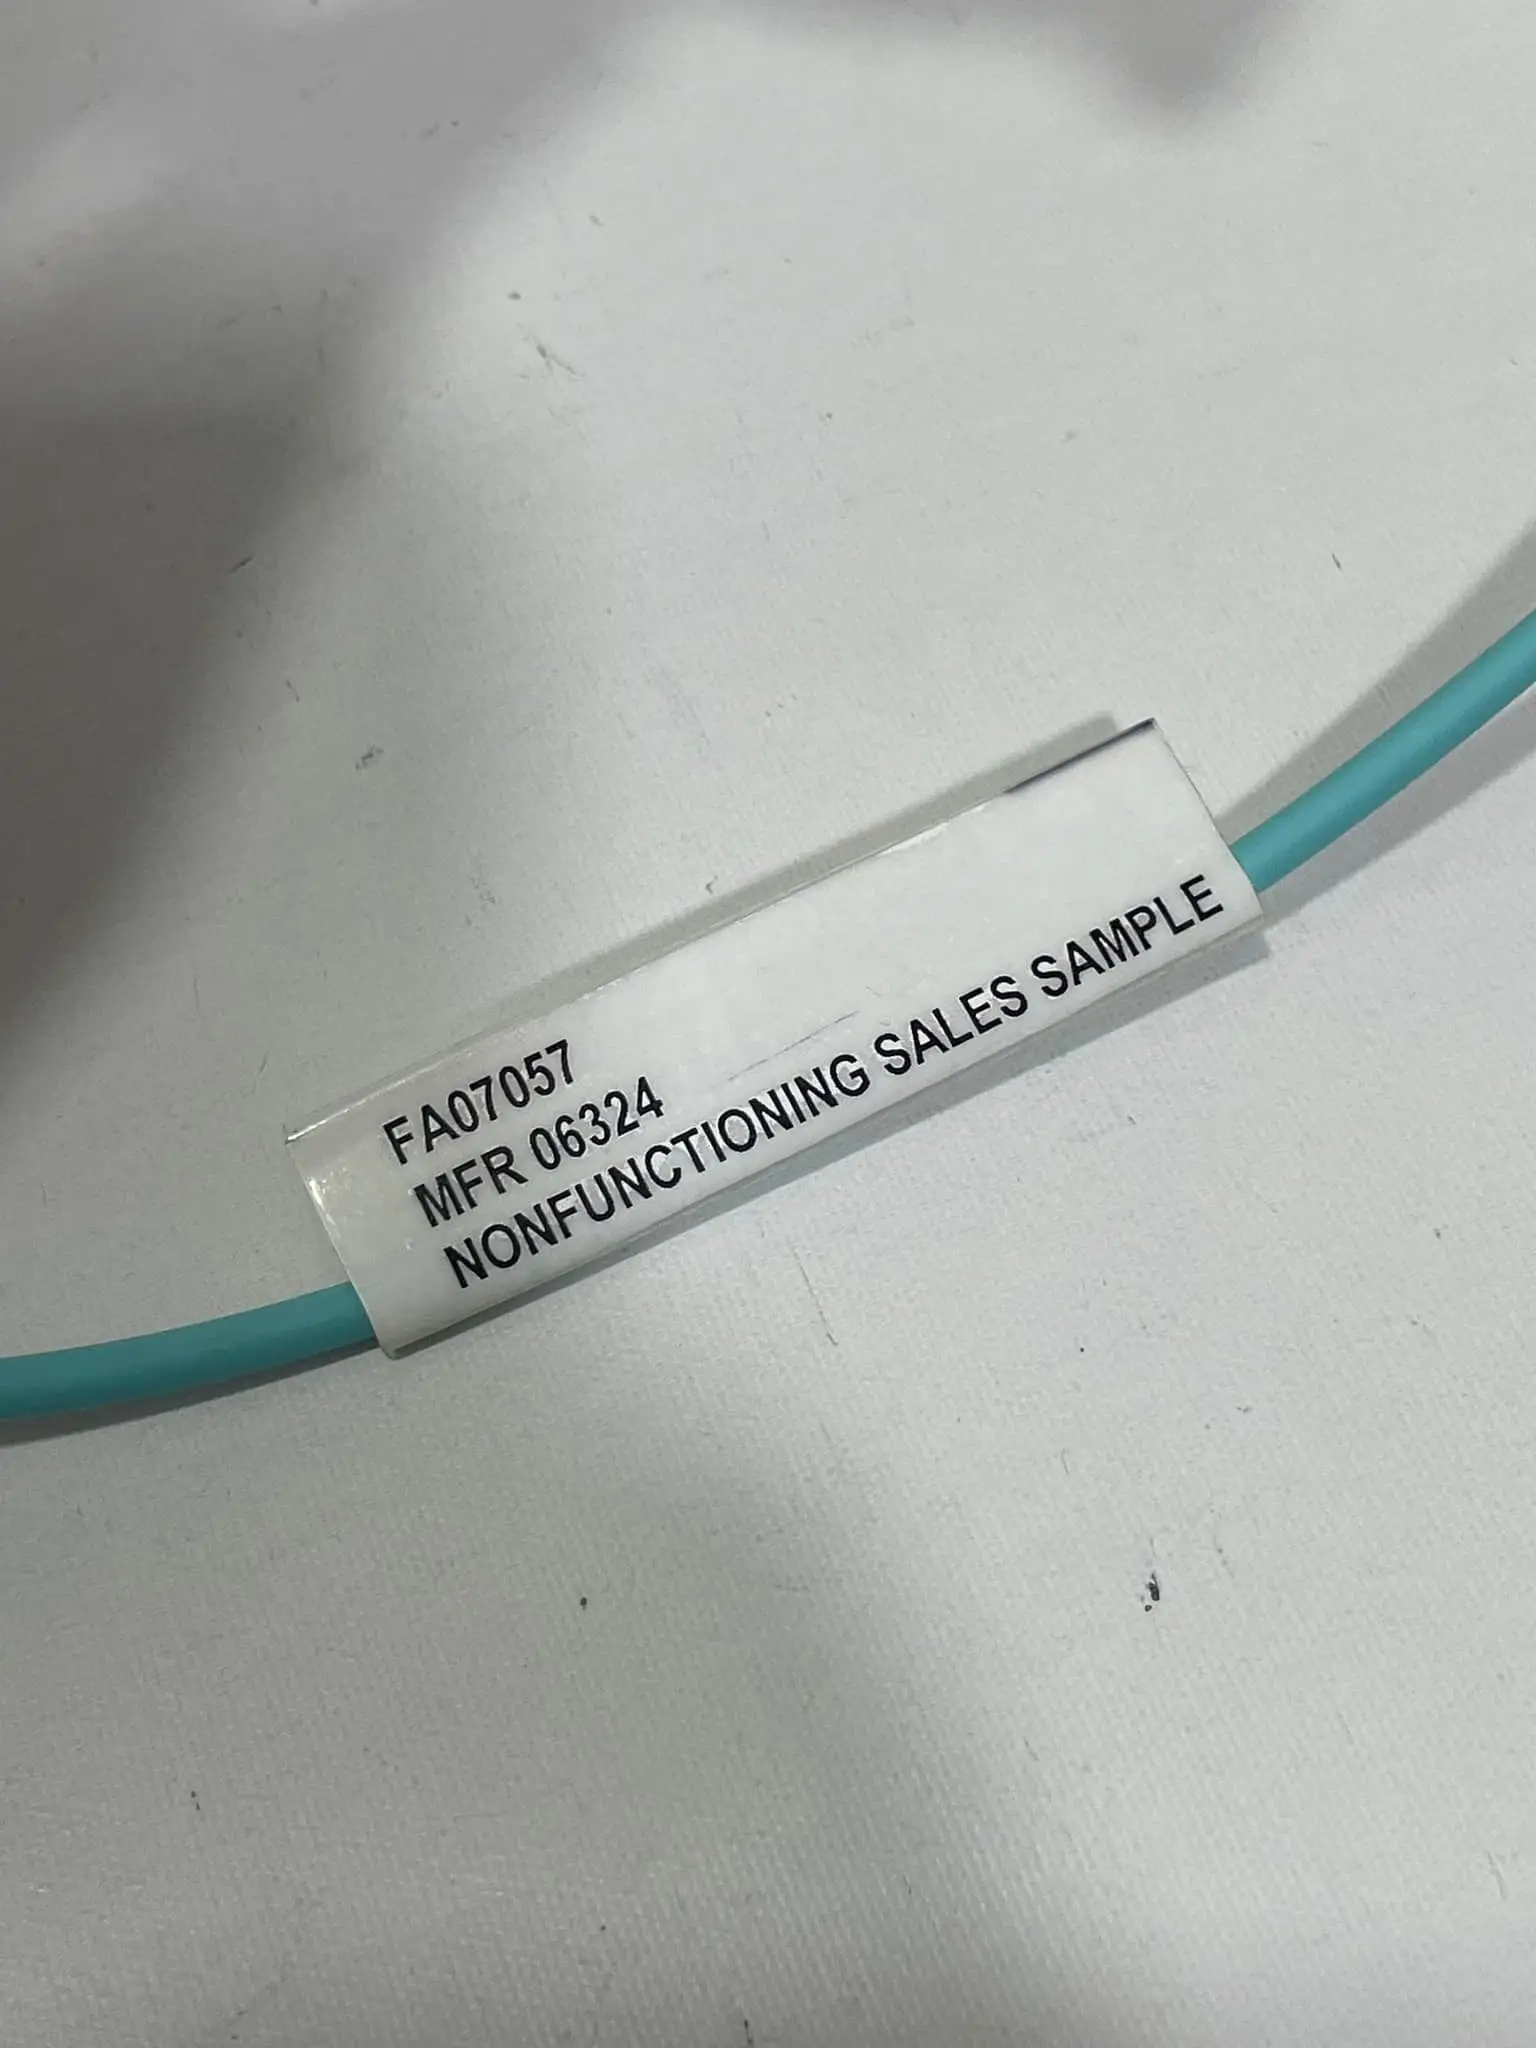 FA07057
MFR 06324
NONFUNCTIONING SALES SAMPLE